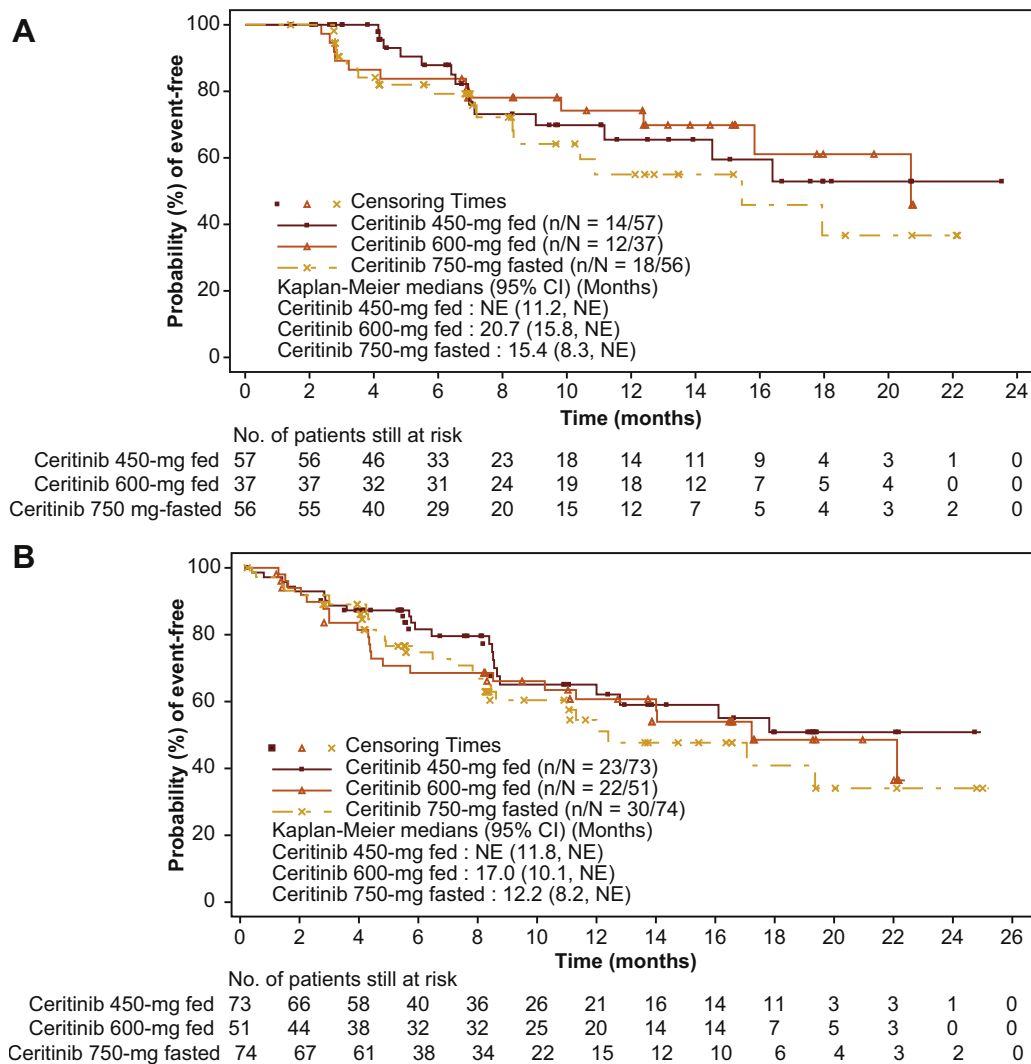 A
Probability (%) of event-free
100
80
60
40
20
0
Censoring Times
Ceritinib 450-mg fed (n/N = 14/57)
Ceritinib 600-mg fed (n/N = 12/37)
Ceritinib 750-mg fasted (n/N = 18/56)
Kaplan-Meier medians (95% CI) (Months)
Ceritinib 450-mg fed : NE (11.2, NE)
Ceritinib 600-mg fed : 20.7 (15.8, NE)
Ceritinib 750-mg fasted : 15.4 (8.3, NE)
0 2 4 6 8 10 12 14 16 18 20 22 24
Time (months)
No. of patients still at risk
Ceritinib 450-mg fed 57 56 46 33 23 18 14 11 9 4 3 1 0
Ceritinib 600-mg fed 37 37 32 31 24 19 18 12 7 5 4 0 0
Ceritinib 750 mg-fasted 56 55 40 29 20 15 12 7 5 4 3 2 0
B
Probability (%) of event-free
100
80
60
40
20
0
Censoring Times
Ceritinib 450-mg fed (n/N = 23/73)
Ceritinib 600-mg fed (n/N = 22/51)
Ceritinib 750-mg fasted (n/N = 30/74)
Kaplan-Meier medians (95% CI) (Months)
Ceritinib 450-mg fed : NE (11.8, NE)
Ceritinib 600-mg fed : 17.0 (10.1, NE)
Ceritinib 750-mg fasted : 12.2 (8.2, NE)
0 2 4 6 8 10 12 14 16 18 20 22 24 26
Time (months)
No. of patients still at risk
Ceritinib 450-mg fed 73 66 58 40 36 26 21 16 14 11 3 3 1 0
Ceritinib 600-mg fed 51 44 38 32 32 25 20 14 14 7 5 3 0 0
Ceritinib 750-mg fasted 74 67 61 38 34 22 15 12 10 6 4 3 2 0